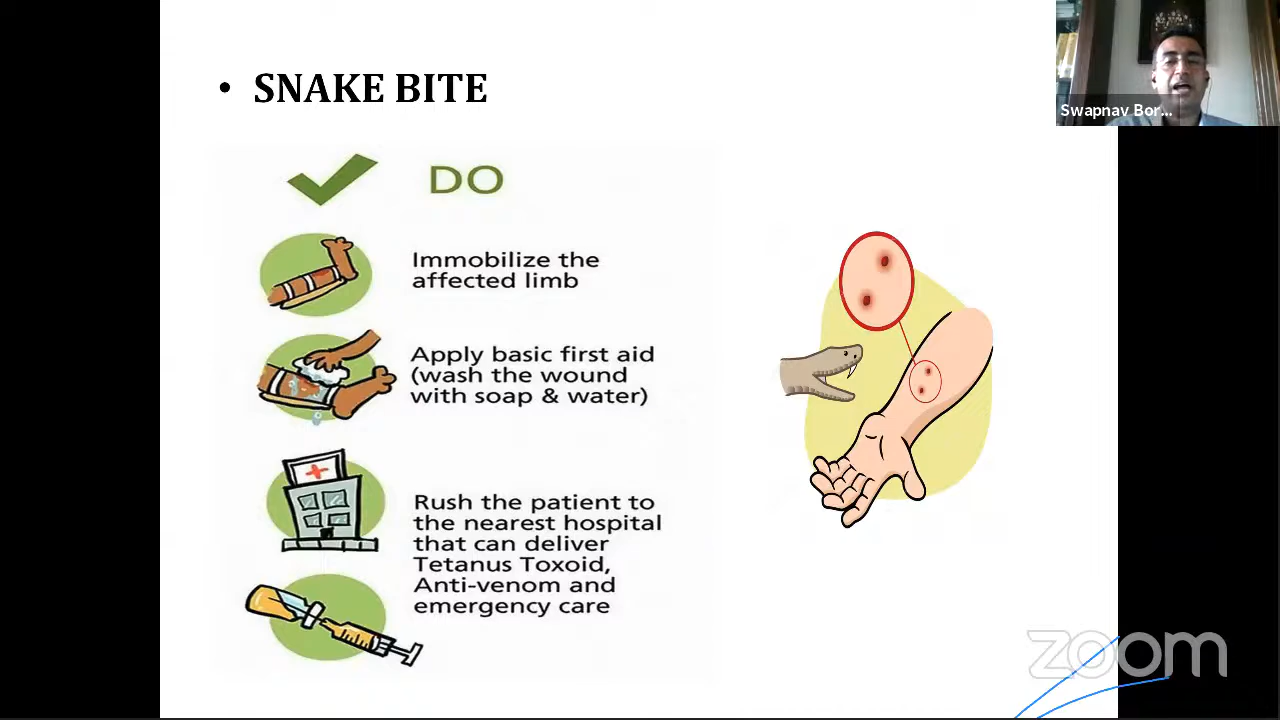 • SNAKE BITE
DO
Immobilize the
affected limb
Apply basic first aid
(wash the wound
with soap & water)
Rush the patient to
the nearest hospital
that can deliver
Tetanus Toxoid,
Anti-venom and
emergency care
Swapnav Bor...
zoom